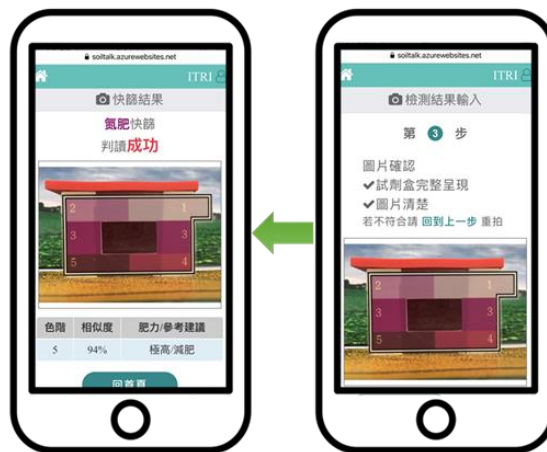 soiltalk.azurewebsites.net
ITRI
快篩結果
氮肥快篩
判讀成功
2 1
3 3
5 4
色階 相似度 肥力/參考建議
5 94% 極高/減肥
回首頁
soiltalk.azurewebsites.net
ITRI
檢測結果輸入
第 3 步
圖片確認
✔試劑盒完整呈現
✔圖片清楚
若不符合請 回到上一步 重拍
2 1
3 3
5 4